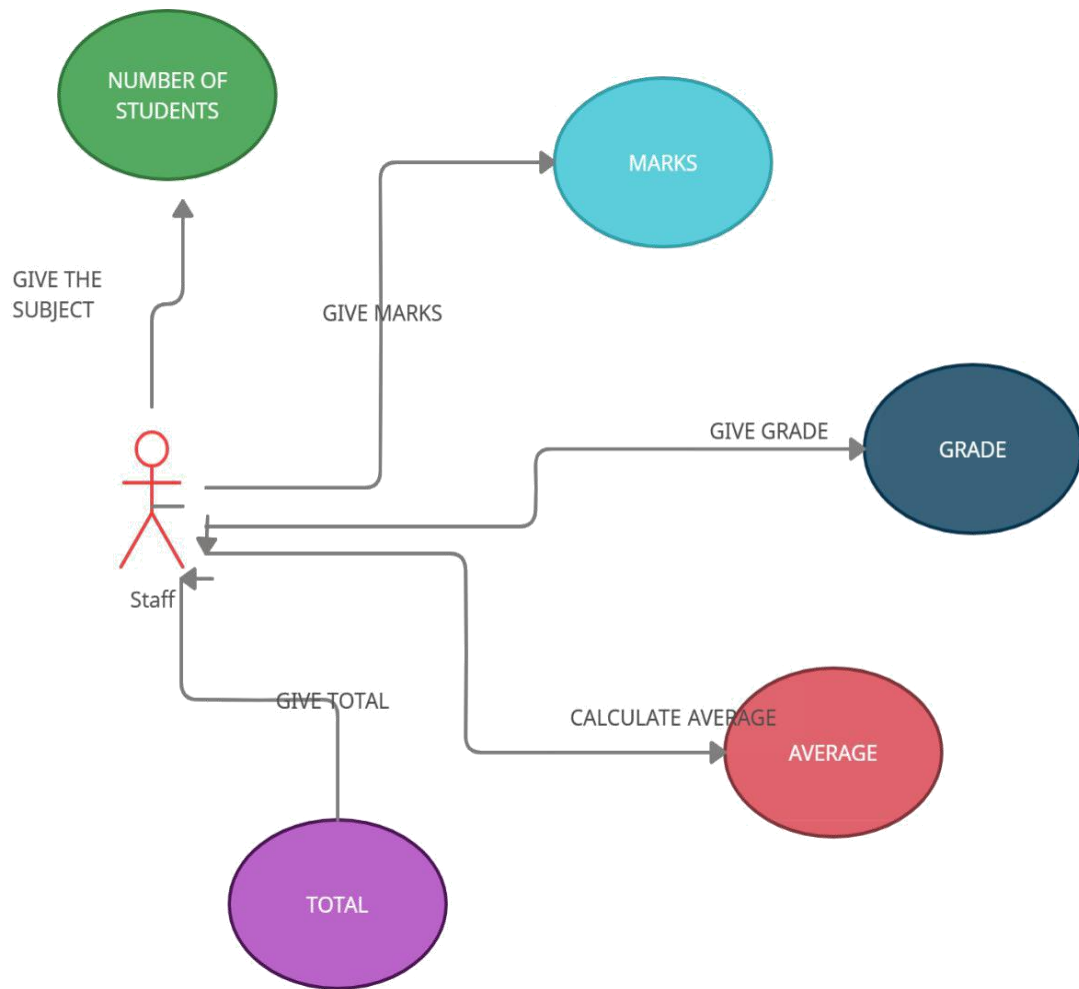 NUMBER OF
STUDENTS
MARKS
GIVE THE
SUBJECT
GIVE MARKS
GIVE GRADE
GRADE
Staff
GIVE TOTAL
CALCULATE AVERAGE
AVERAGE
TOTAL